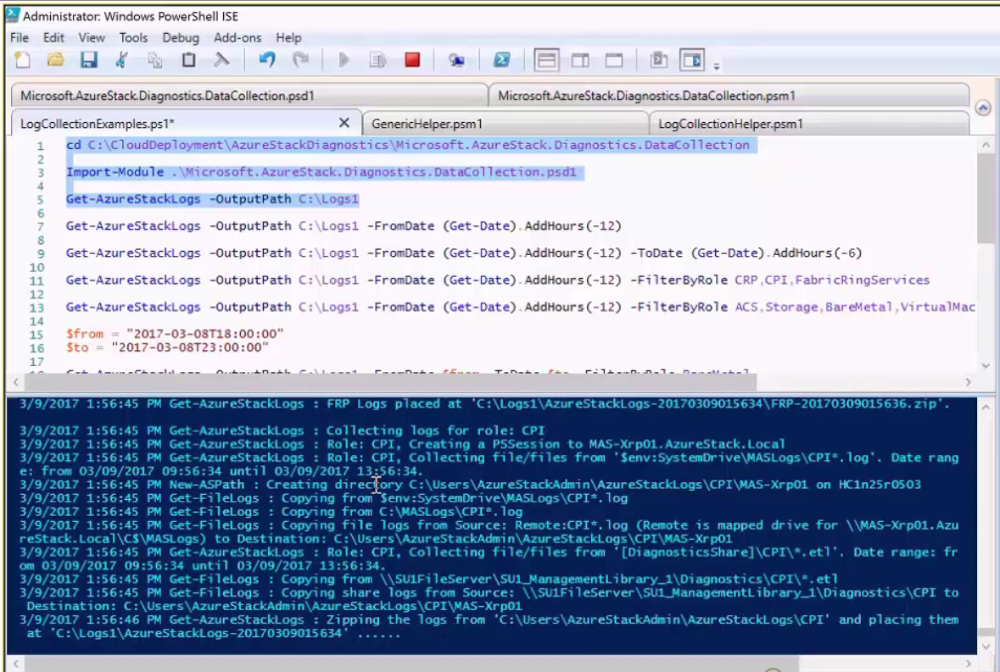 Administrator: Windows PowerShell ISE
File Edit View Tools Debug Add-ons Help
Microsoft.AzureStack.Diagnostics.DataCollection.psd1
Microsoft.AzureStack.Diagnostics.DataCollection.psm1
LogCollectionExamples.ps1*
GenericHelper.psm1
LogCollectionHelper.psm1
1 cd C:\CloudDeployment\AzureStackDiagnostics\Microsoft.AzureStack.Diagnostics.DataCollection
2
3 Import-Module .\Microsoft.AzureStack.Diagnostics.DataCollection.psd1
4
5 Get-AzureStackLogs -OutputPath C:\Logs1
6
7 Get-AzureStackLogs -OutputPath C:\Logs1 -FromDate (Get-Date).AddHours(-12)
8
9 Get-AzureStackLogs -OutputPath C:\Logs1 -FromDate (Get-Date).AddHours(-12) -ToDate (Get-Date).AddHours(-6)
10
11 Get-AzureStackLogs -OutputPath C:\Logs1 -FromDate (Get-Date).AddHours(-12) -FilterByRole CRP,CPI,FabricRingServices
12
13 Get-AzureStackLogs -OutputPath C:\Logs1 -FromDate (Get-Date).AddHours(-12) -FilterByRole ACS,Storage,BareMetal,VirtualMac
14
15 $from = "2017-03-08T18:00:00"
16 $to = "2017-03-08T23:00:00"
17
18 Get-AzureStackLogs -OutputPath C:\Logs1 -FromDate $from -ToDate $to -FilterByRole BareMetal
3/9/2017 1:56:45 PM Get-AzureStackLogs : FRP Logs placed at 'C:\Logs1\AzureStackLogs-20170309015634\FRP-20170309015636.zip'.
3/9/2017 1:56:45 PM Get-AzureStackLogs : Collecting logs for role: CPI
3/9/2017 1:56:45 PM Get-AzureStackLogs : Role: CPI, Creating a PSSession to MAS-Xrp01.AzureStack.Local
3/9/2017 1:56:45 PM Get-AzureStackLogs : Role: CPI, Collecting file/files from '$env:SystemDrive\MASLogs\CPI*.log'. Date rang
e: from 03/09/2017 09:56:34 until 03/09/2017 13:56:34.
3/9/2017 1:56:45 PM New-ASPath : Creating directory C:\Users\AzureStackAdmin\AzureStackLogs\CPI\MAS-Xrp01 on HC1n25r0503
3/9/2017 1:56:45 PM Get-FileLogs : Copying from $env:SystemDrive\MASLogs\CPI*.log
3/9/2017 1:56:45 PM Get-FileLogs : Copying from C:\MASLogs\CPI*.log
3/9/2017 1:56:45 PM Get-FileLogs : Copying file logs from Source: Remote:CPI*.log (Remote is mapped drive for \\MAS-Xrp01.Azu
reStack.Local\C$\MASLogs) to Destination: C:\Users\AzureStackAdmin\AzureStackLogs\CPI\MAS-Xrp01
3/9/2017 1:56:45 PM Get-AzureStackLogs : Role: CPI, Collecting file/files from '[DiagnosticsShare]\CPI\*.etl'. Date range: fr
om 03/09/2017 09:56:34 until 03/09/2017 13:56:34.
3/9/2017 1:56:45 PM Get-FileLogs : Copying from \\SU1FileServer\SU1_ManagementLibrary_1\Diagnostics\CPI\*.etl
3/9/2017 1:56:45 PM Get-FileLogs : Copying share logs from Source: \\SU1FileServer\SU1_ManagementLibrary_1\Diagnostics\CPI to
Destination: C:\Users\AzureStackAdmin\AzureStackLogs\CPI\MAS-Xrp01
3/9/2017 1:56:46 PM Get-AzureStackLogs : Zipping the logs from 'C:\Users\AzureStackAdmin\AzureStackLogs\CPI' and placing them
at 'C:\Logs1\AzureStackLogs-20170309015634' ......